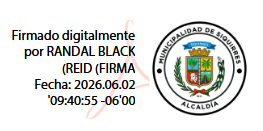 Firmado digitalmente
por RANDAL BLACK
(REID (FIRMA
Fecha: 2026.06.02
'09:40:55 -06'00
MUNICIPALIDAD DE SIQUIRRES
ALCALDÍA